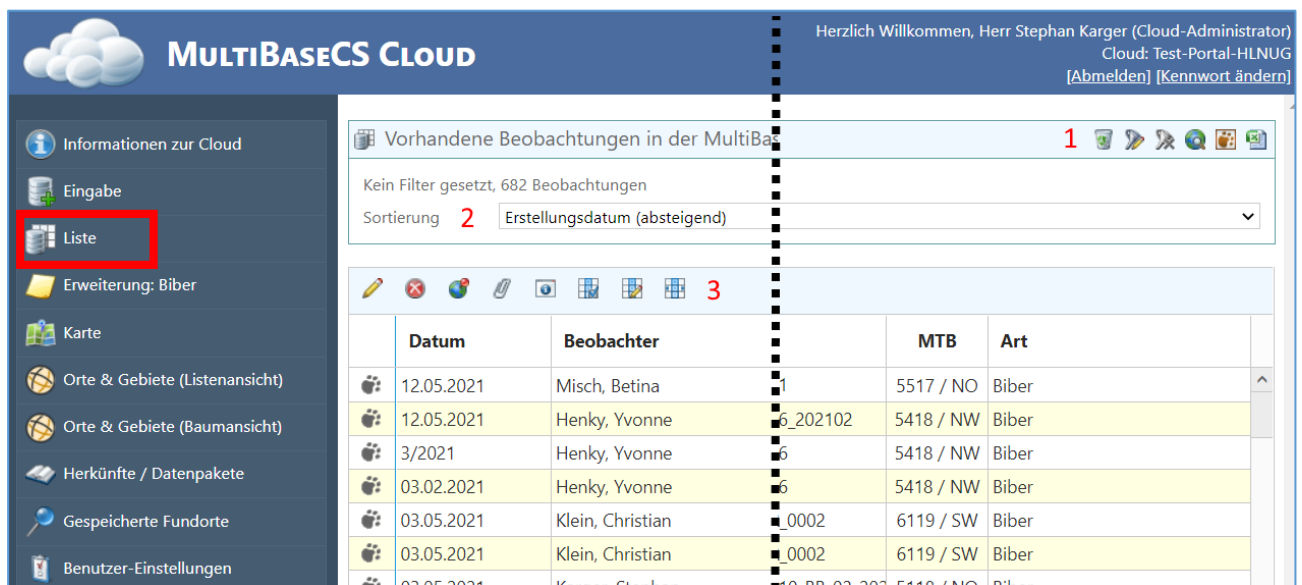 MULTIBASECS CLOUD
Herzlich Willkommen, Herr Stephan Karger (Cloud-Administrator)
Cloud: Test-Portal-HLNUG
[Abmelden] [Kennwort ändern]
Informationen zur Cloud
Eingabe
Liste
Erweiterung: Biber
Karte
Orte & Gebiete (Listenansicht)
Orte & Gebiete (Baumansicht)
Herkünfte / Datenpakete
Gespeicherte Fundorte
Benutzer-Einstellungen
Vorhandene Beobachtungen in der MultiBas 1
Kein Filter gesetzt, 682 Beobachtungen
Sortierung 2 Erstellungsdatum (absteigend)
3
Datum Beobachter MTB Art
12.05.2021 Misch, Betina 1 5517 / NO Biber
12.05.2021 Henky, Yvonne 6_202102 5418 / NW Biber
3/2021 Henky, Yvonne 6 5418 / NW Biber
03.02.2021 Henky, Yvonne 6 5418 / NW Biber
03.05.2021 Klein, Christian _0002 6119 / SW Biber
03.05.2021 Klein, Christian _0002 6119 / SW Biber